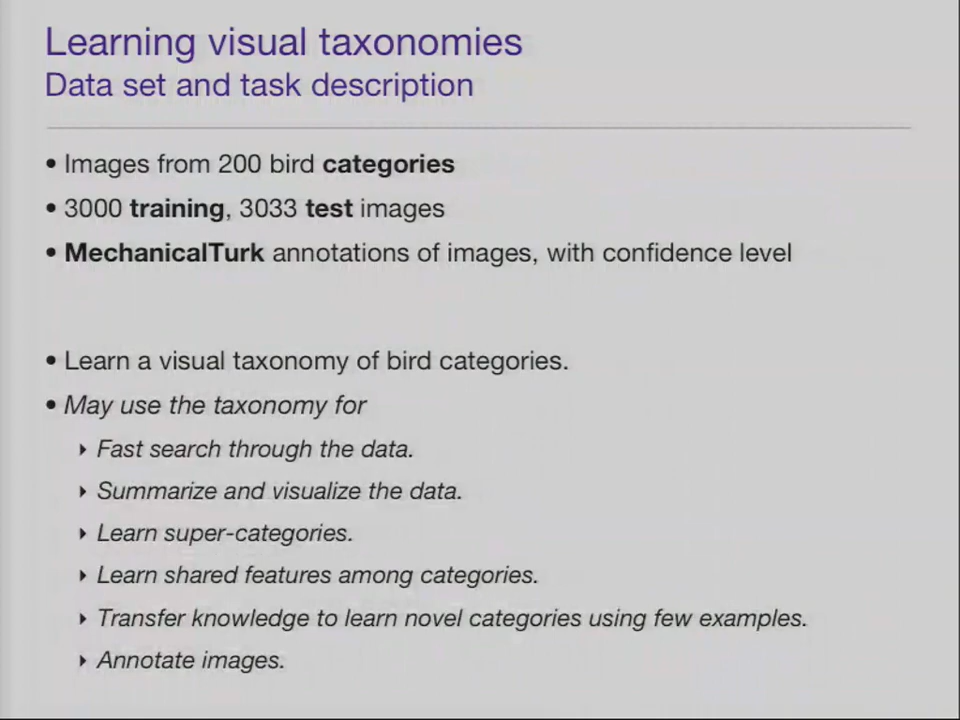 Learning visual taxonomies
Data set and task description
• Images from 200 bird categories
• 3000 training, 3033 test images
• MechanicalTurk annotations of images, with confidence level
• Learn a visual taxonomy of bird categories.
• May use the taxonomy for
‣ Fast search through the data.
‣ Summarize and visualize the data.
‣ Learn super-categories.
‣ Learn shared features among categories.
‣ Transfer knowledge to learn novel categories using few examples.
‣ Annotate images.